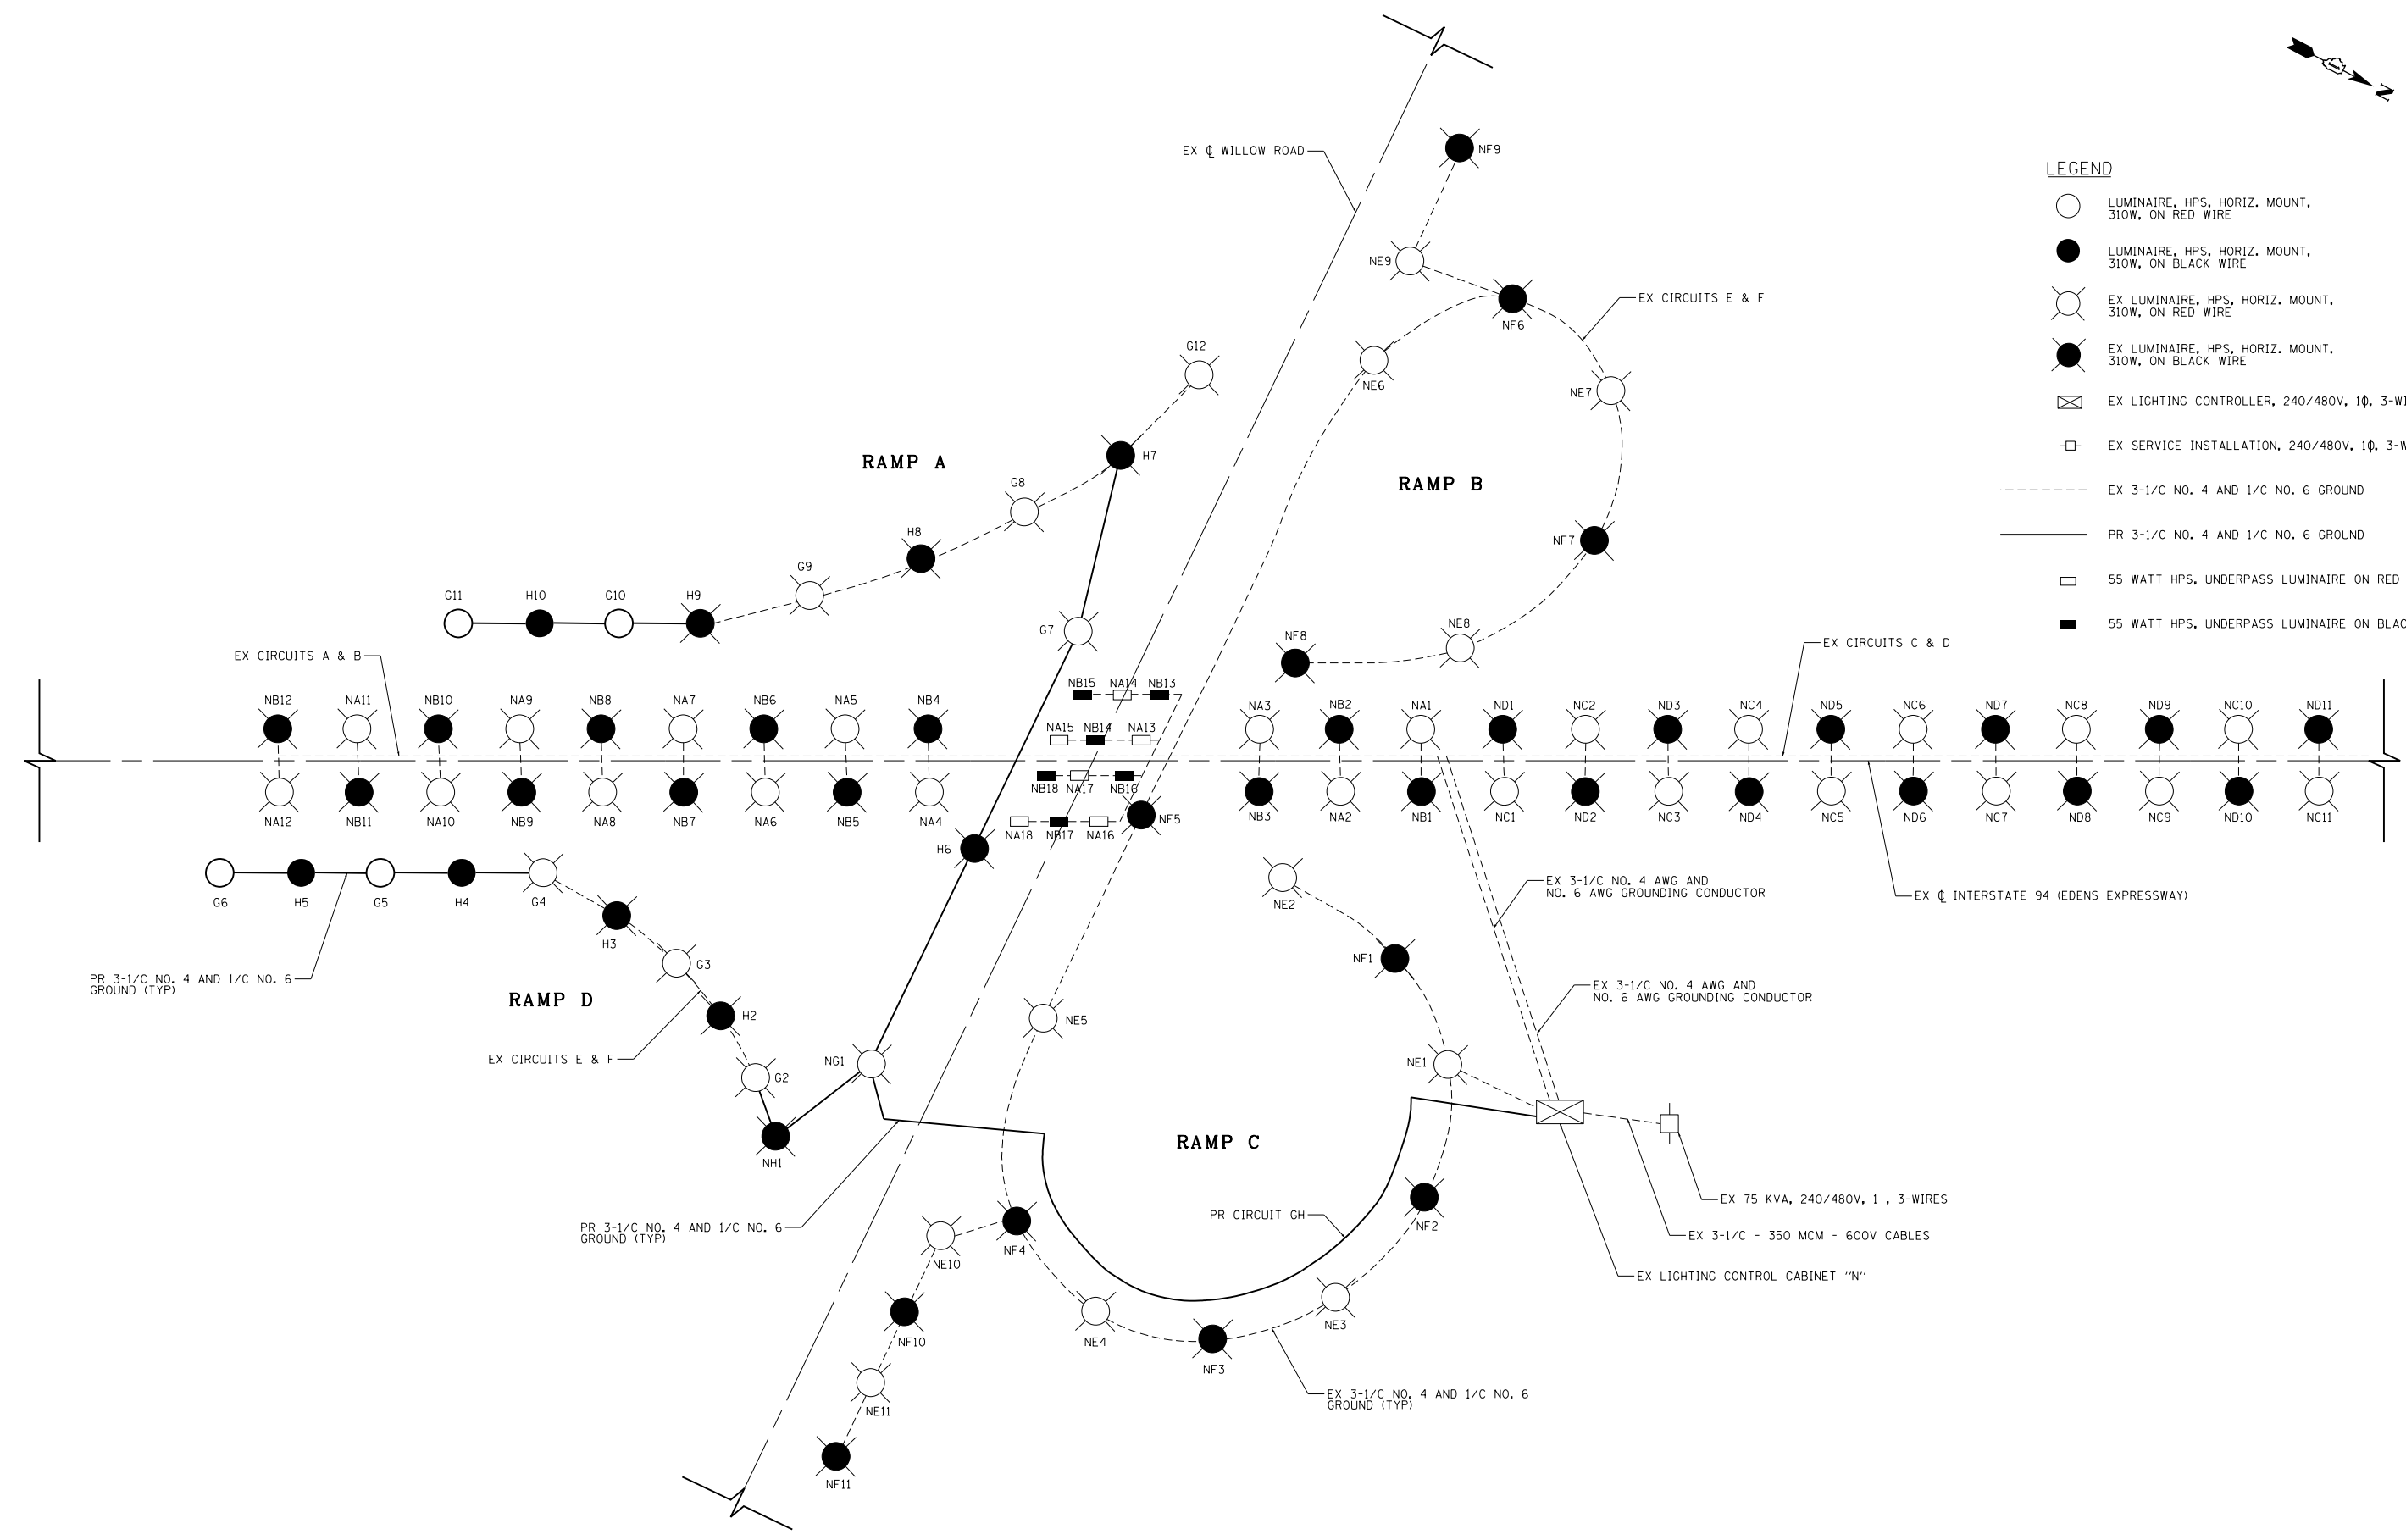 N
EX ℄ WILLOW ROAD
NF9
NE9
NF6
EX CIRCUITS E & F
NE6
NE7
NF7
NE8
NF8
RAMP B
LEGEND
LUMINAIRE, HPS, HORIZ. MOUNT,
310W, ON RED WIRE
LUMINAIRE, HPS, HORIZ. MOUNT,
310W, ON BLACK WIRE
EX LUMINAIRE, HPS, HORIZ. MOUNT,
310W, ON RED WIRE
EX LUMINAIRE, HPS, HORIZ. MOUNT,
310W, ON BLACK WIRE
EX LIGHTING CONTROLLER, 240/480V, 1ϕ, 3-WI
EX SERVICE INSTALLATION, 240/480V, 1ϕ, 3-W
EX 3-1/C NO. 4 AND 1/C NO. 6 GROUND
PR 3-1/C NO. 4 AND 1/C NO. 6 GROUND
55 WATT HPS, UNDERPASS LUMINAIRE ON RED
55 WATT HPS, UNDERPASS LUMINAIRE ON BLAC
G12
H7
RAMP A
G8
H8
G9
G11 H10 G10 H9
G7
EX CIRCUITS A & B
EX CIRCUITS C & D
NB15 NA14 NB13
NB12 NA11 NB10 NA9 NB8 NA7 NB6 NA5 NB4
NA15 NB14 NA13
NA3 NB2 NA1 ND1 NC2 ND3 NC4 ND5 NC6 ND7 NC8 ND9 NC10 ND11
NB18 NA17 NB16
NA12 NB11 NA10 NB9 NA8 NB7 NA6 NB5 NA4
NA18 NB17 NA16
NF5
NB3 NA2 NB1 NC1 ND2 NC3 ND4 NC5 ND6 NC7 ND8 NC9 ND10 NC11
H6
G6 H5 G5 H4 G4
H3
G3
H2
G2
NG1
NH1
PR 3-1/C NO. 4 AND 1/C NO. 6
GROUND (TYP)
RAMP D
EX CIRCUITS E & F
NE2
NF1
NE1
NE5
EX 3-1/C NO. 4 AWG AND
NO. 6 AWG GROUNDING CONDUCTOR
EX ℄ INTERSTATE 94 (EDENS EXPRESSWAY)
EX 3-1/C NO. 4 AWG AND
NO. 6 AWG GROUNDING CONDUCTOR
RAMP C
PR CIRCUIT GH
PR 3-1/C NO. 4 AND 1/C NO. 6
GROUND (TYP)
NF4
NE10
NF10
NE11
NF11
NE4
NF3
NE3
NF2
EX 75 KVA, 240/480V, 1 , 3-WIRES
EX 3-1/C - 350 MCM - 600V CABLES
EX LIGHTING CONTROL CABINET "N"
EX 3-1/C NO. 4 AND 1/C NO. 6
GROUND (TYP)